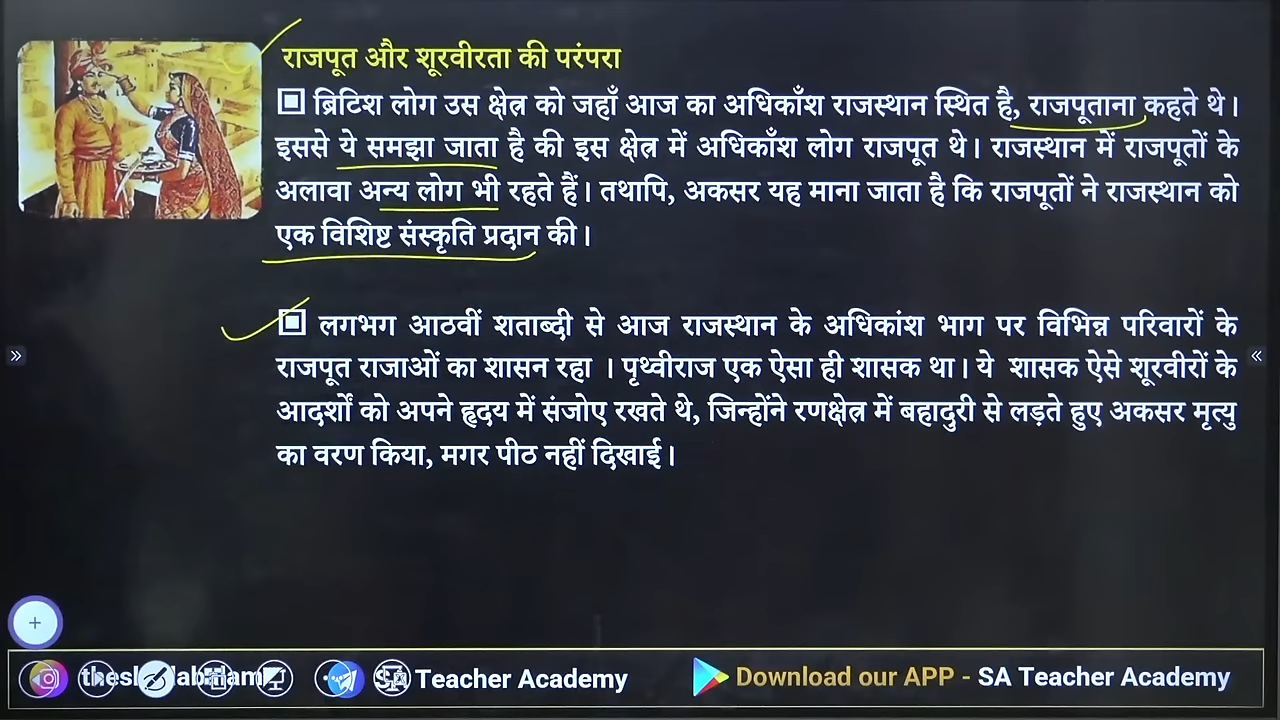 राजपूत और शूरवीरता की परंपरा
ब्रिटिश लोग उस क्षेत्र को जहाँ आज का अधिकाँश राजस्थान स्थित है, राजपूताना कहते थे।
इससे ये समझा जाता है की इस क्षेत्र में अधिकाँश लोग राजपूत थे। राजस्थान में राजपूतों के
अलावा अन्य लोग भी रहते हैं। तथापि, अकसर यह माना जाता है कि राजपूतों ने राजस्थान को
एक विशिष्ट संस्कृति प्रदान की।
लगभग आठवीं शताब्दी से आज राजस्थान के अधिकांश भाग पर विभिन्न परिवारों के
राजपूत राजाओं का शासन रहा । पृथ्वीराज एक ऐसा ही शासक था। ये शासक ऐसे शूरवीरों के
आदर्शों को अपने हृदय में संजोए रखते थे, जिन्होंने रणक्षेत्र में बहादुरी से लड़ते हुए अकसर मृत्यु
का वरण किया, मगर पीठ नहीं दिखाई।
Teacher Academy
Download our APP - SA Teacher Academy